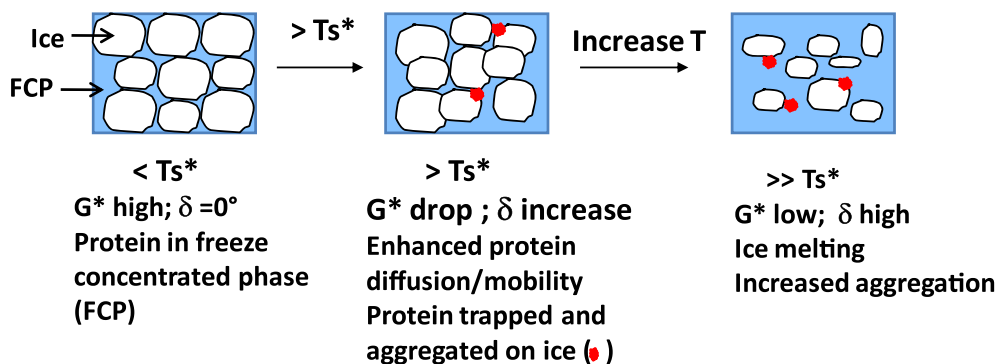 Ice
FCP
> Ts*
Increase T
< Ts*
G* high; δ =0°
Protein in freeze
concentrated phase
(FCP)
> Ts*
G* drop ; δ increase
Enhanced protein
diffusion/mobility
Protein trapped and
aggregated on ice ( )
>> Ts*
G* low; δ high
Ice melting
Increased aggregation